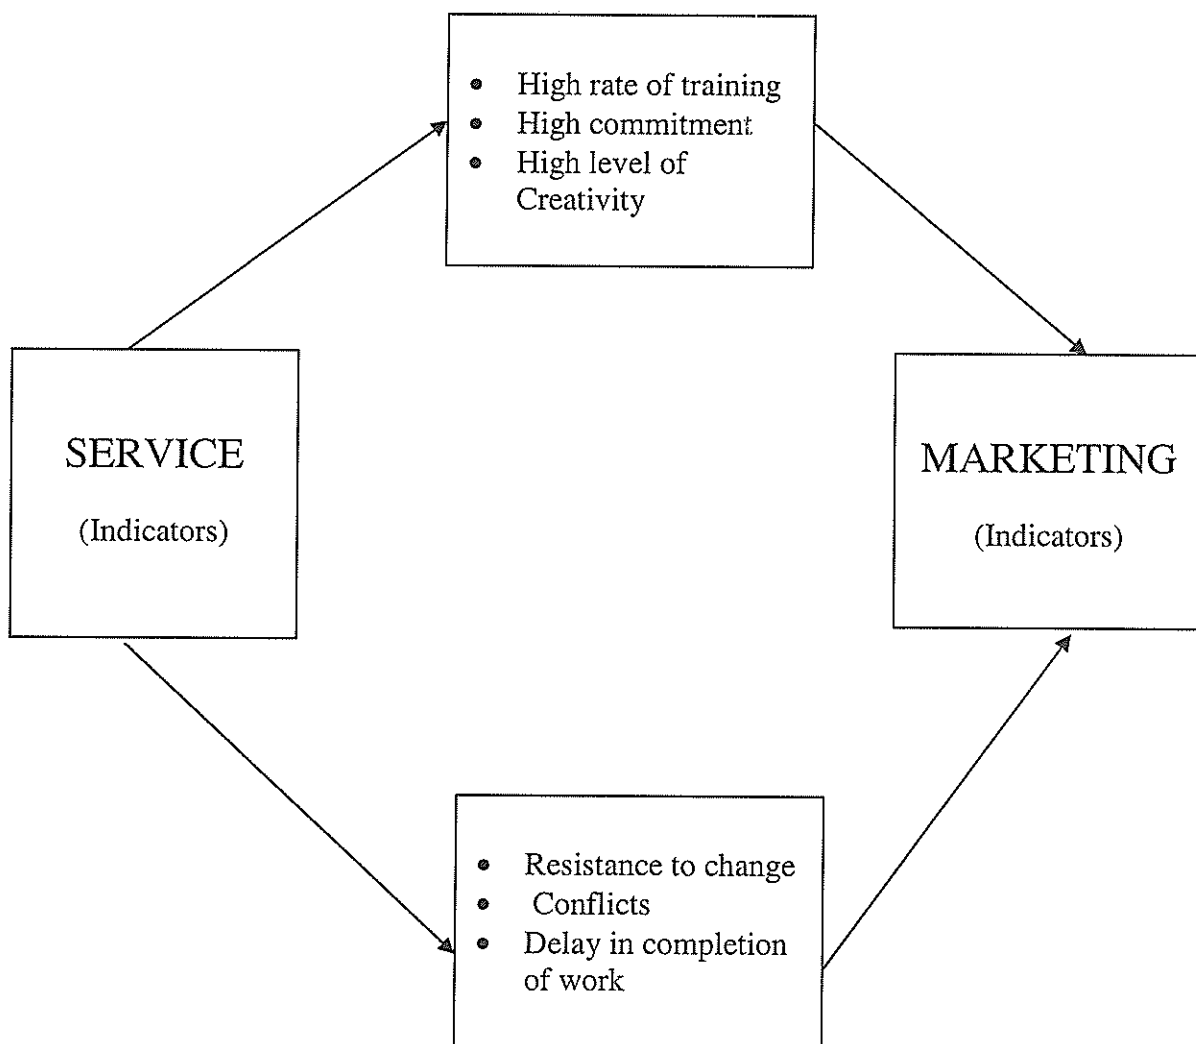 • High rate of training
• High commitment
• High level of
Creativity
SERVICE
(Indicators)
MARKETING
(Indicators)
• Resistance to change
• Conflicts
• Delay in completion
of work